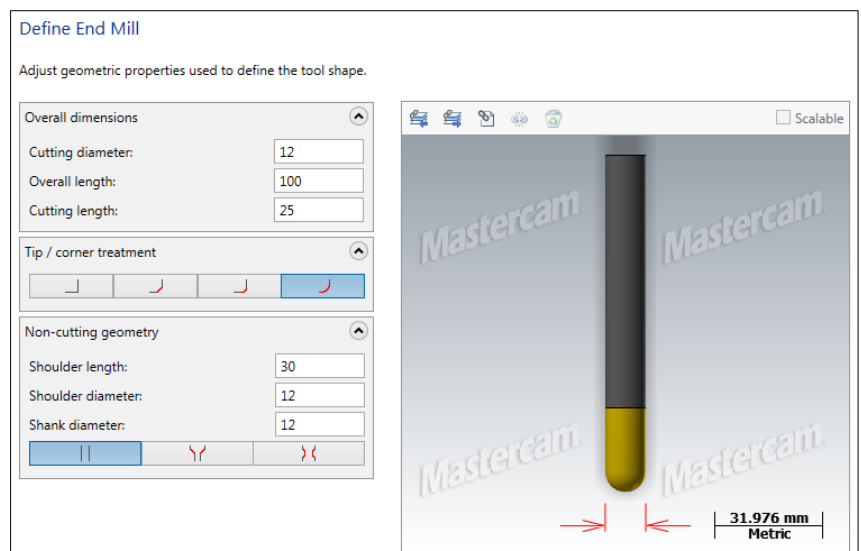 Define End Mill
Adjust geometric properties used to define the tool shape.
Overall dimensions
Cutting diameter: 12
Overall length: 100
Cutting length: 25
Tip / corner treatment
Non-cutting geometry
Shoulder length: 30
Shoulder diameter: 12
Shank diameter: 12
Scalable
Mastercam. Mastercam.
Mastercam. Mastercam.
31.976 mm
Metric